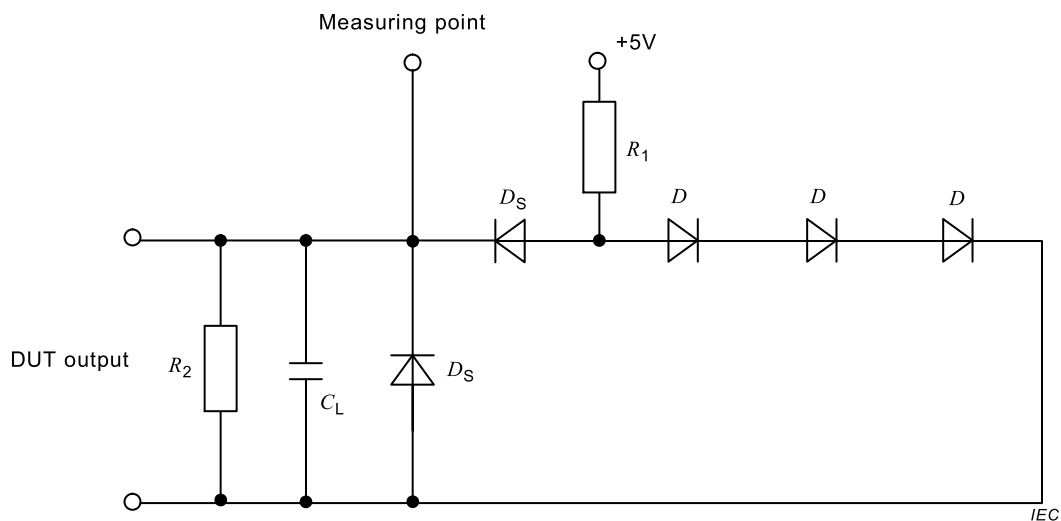 Measuring point
+5V
R1
DS
D
D
D
DUT output
R2
CL
DS
IEC